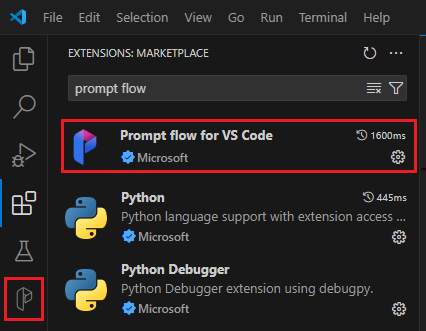 File Edit Selection View Go Run Terminal Help
EXTENSIONS: MARKETPLACE
prompt flow
Prompt flow for VS Code 1600ms
Microsoft
Python 445ms
Python language support with extension access ...
Microsoft
Python Debugger
Python Debugger extension using debugpy.
Microsoft